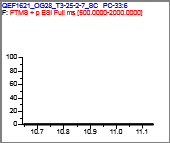 QEF1621_OG28_T3-25-2-7_SC PC-33:6
F: FTMS + p ESI Full ms [500.0000-2000.0000]
100
80
60
40
20
0
10.7 10.8 10.9 11.0 11.1